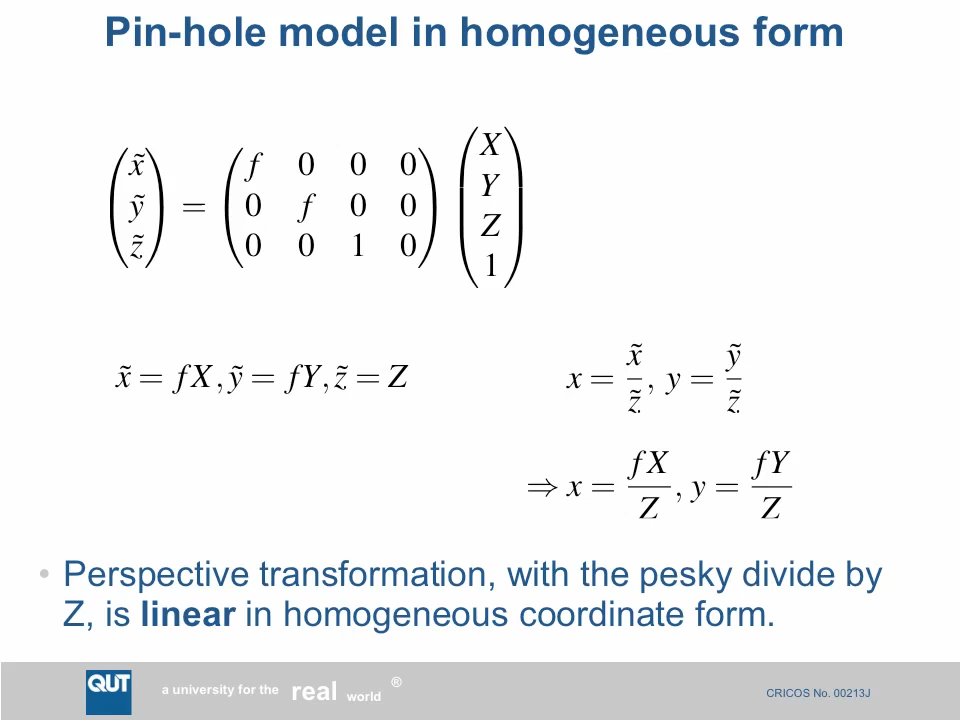 Pin-hole model in homogeneous form
(x̃ ỹ z̃) = (f 0 0 0; 0 f 0 0; 0 0 1 0) (X Y Z 1)
x̃ = fX, ỹ = fY, z̃ = Z
x = x̃/z̃, y = ỹ/z̃
⇒ x = fX/Z, y = fY/Z
• Perspective transformation, with the pesky divide by
Z, is linear in homogeneous coordinate form.
QUT
a university for the real world ®
CRICOS No. 00213J